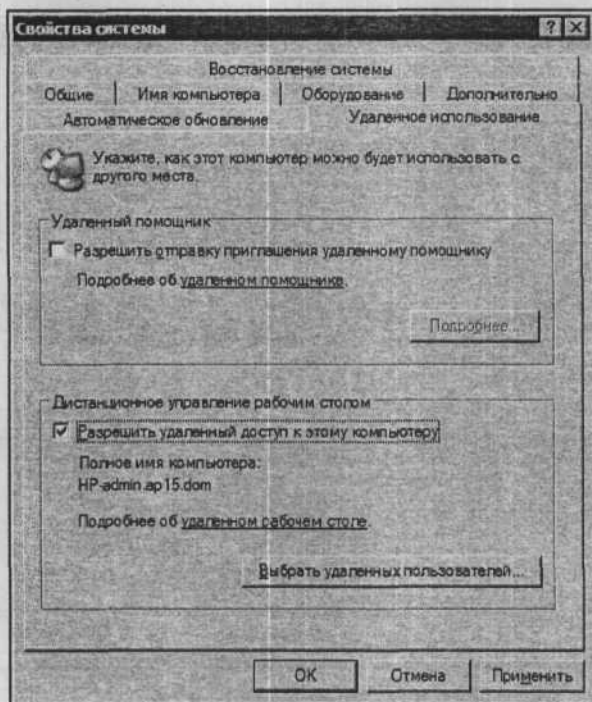 Свойства системы
Восстановление системы
Общие Имя компьютера Оборудование Дополнительно
Автоматическое обновление Удаленное использование
Укажите, как этот компьютер можно будет использовать с
другого места.
Удаленный помощник
Разрешить отправку приглашения удаленному помощнику
Подробнее об удаленном помощнике.
Подробнее...
Дистанционное управление рабочим столом
Разрешить удаленный доступ к этому компьютеру
Полное имя компьютера:
HP-admin.ap15.dom
Подробнее об удаленном рабочем столе.
Выбрать удаленных пользователей...
OK Отмена Применить